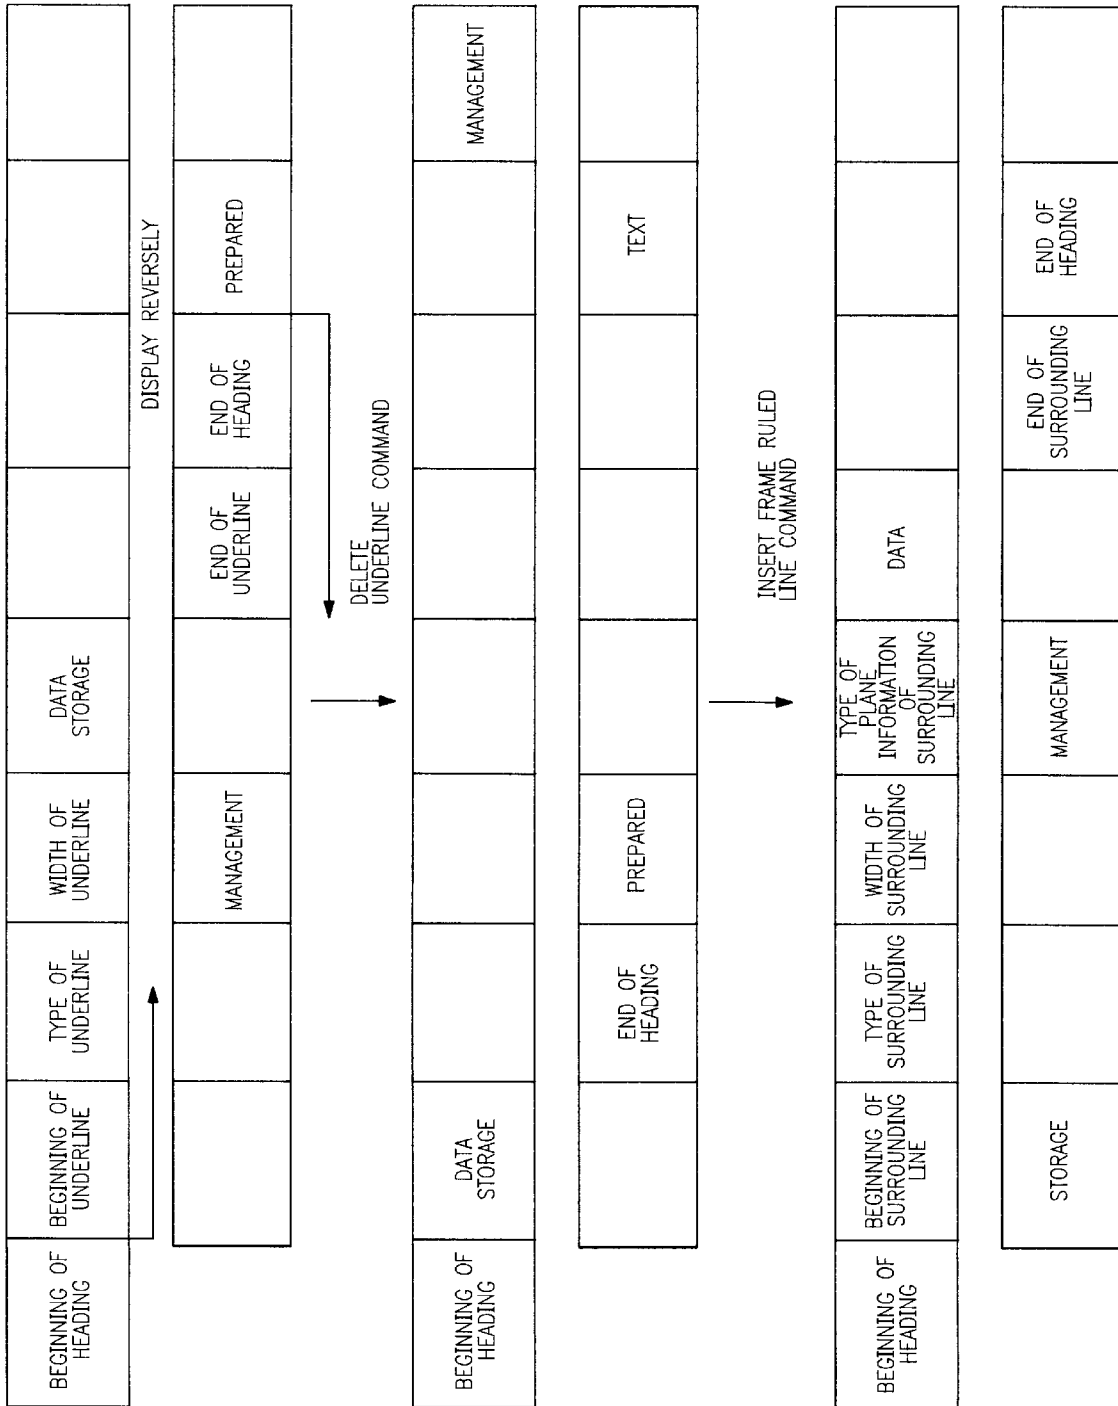 BEGINNING OF
HEADING
BEGINNING OF
UNDERLINE
TYPE OF
UNDERLINE
WIDTH OF
UNDERLINE
DATA
STORAGE
DISPLAY REVERSELY
MANAGEMENT
END OF
UNDERLINE
END OF
HEADING
PREPARED
DELETE
UNDERLINE COMMAND
BEGINNING OF
HEADING
DATA
STORAGE
MANAGEMENT
END OF
HEADING
PREPARED
TEXT
INSERT FRAME RULED
LINE COMMAND
BEGINNING OF
HEADING
BEGINNING OF
SURROUNDING
LINE
TYPE OF
SURROUNDING
LINE
WIDTH OF
SURROUNDING
LINE
TYPE OF
PLANE
INFORMATION
OF
SURROUNDING
LINE
DATA
STORAGE
MANAGEMENT
END OF
SURROUNDING
LINE
END OF
HEADING